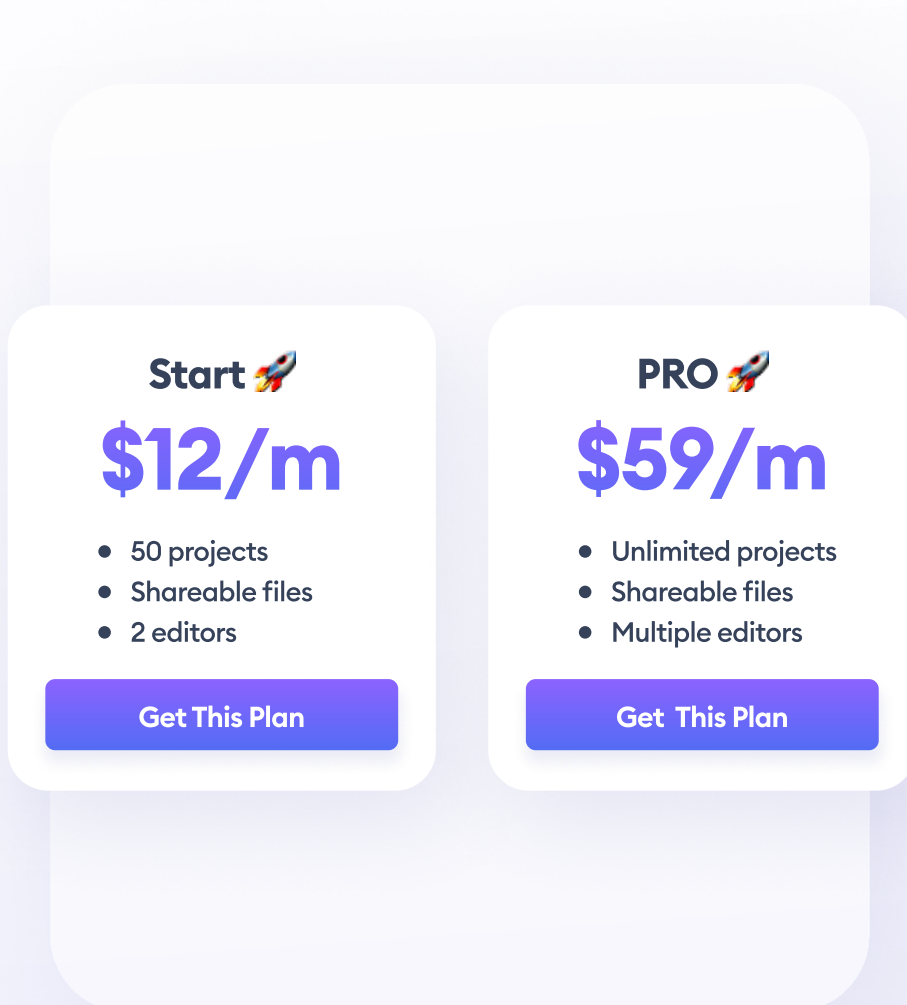 Start 🚀
$12/m
50 projects
Shareable files
2 editors
Get This Plan
PRO 🚀
$59/m
Unlimited projects
Shareable files
Multiple editors
Get  This Plan